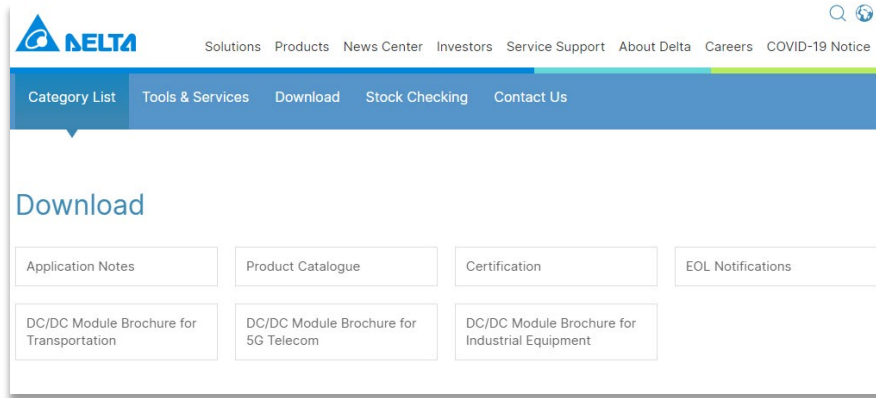 DELTA
Solutions Products News Center Investors Service Support About Delta Careers COVID-19 Notice
Category List Tools & Services Download Stock Checking Contact Us
Download
Application Notes
Product Catalogue
Certification
EOL Notifications
DC/DC Module Brochure for
Transportation
DC/DC Module Brochure for
5G Telecom
DC/DC Module Brochure for
Industrial Equipment